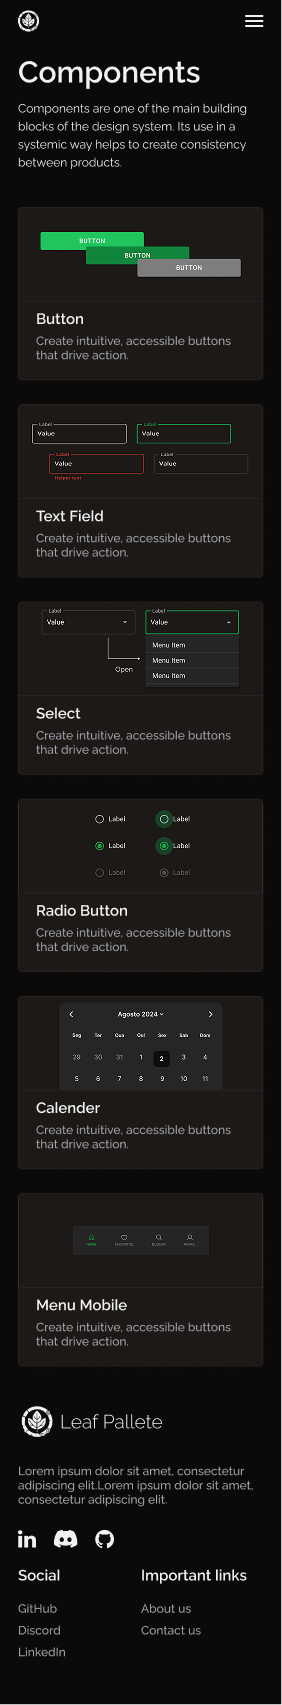 Components
Components are one of the main building
blocks of the design system. Its use in a
systemic way helps to create consistency
between products.
BUTTON
BUTTON
BUTTON
Button
Create intuitive, accessible buttons
that drive action.
Label
Value
Label
Value
Label
Value
Helper text
Label
Value
Text Field
Create intuitive, accessible buttons
that drive action.
Label
Value
Label
Value
Menu Item
Menu Item
Menu Item
Open
Select
Create intuitive, accessible buttons
that drive action.
Label Label
Label Label
Label Label
Radio Button
Create intuitive, accessible buttons
that drive action.
Agosto 2024
Seg Ter Qua Qui Sex Sab Dom
29 30 31 1 2 3 4
5 6 7 8 9 10 11
Calender
Create intuitive, accessible buttons
that drive action.
HOME FAVORITOS BUSCAR PERFIL
Menu Mobile
Create intuitive, accessible buttons
that drive action.
Leaf Pallete
Lorem ipsum dolor sit amet, consectetur
adipiscing elit.Lorem ipsum dolor sit amet,
consectetur adipiscing elit.
Social
GitHub
Discord
LinkedIn
Important links
About us
Contact us